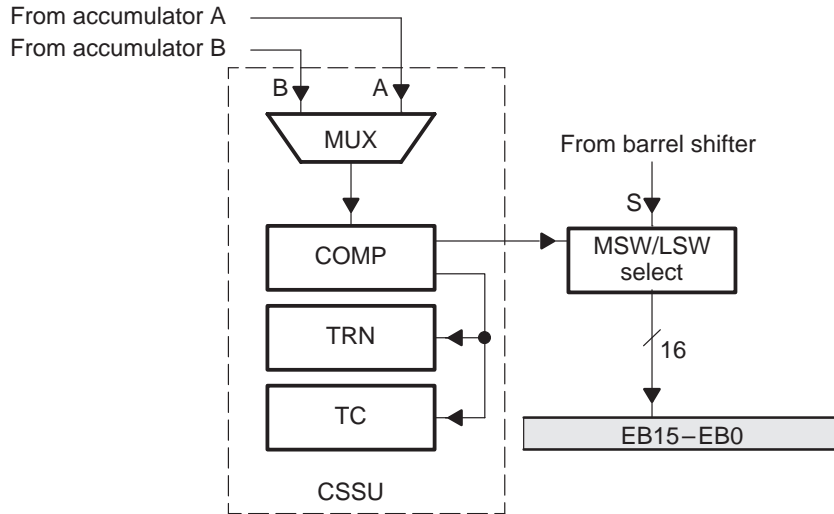 From accumulator A
From accumulator B
B
A
MUX
From barrel shifter
S
COMP
MSW/LSW
select
TRN
16
TC
EB15–EB0
CSSU